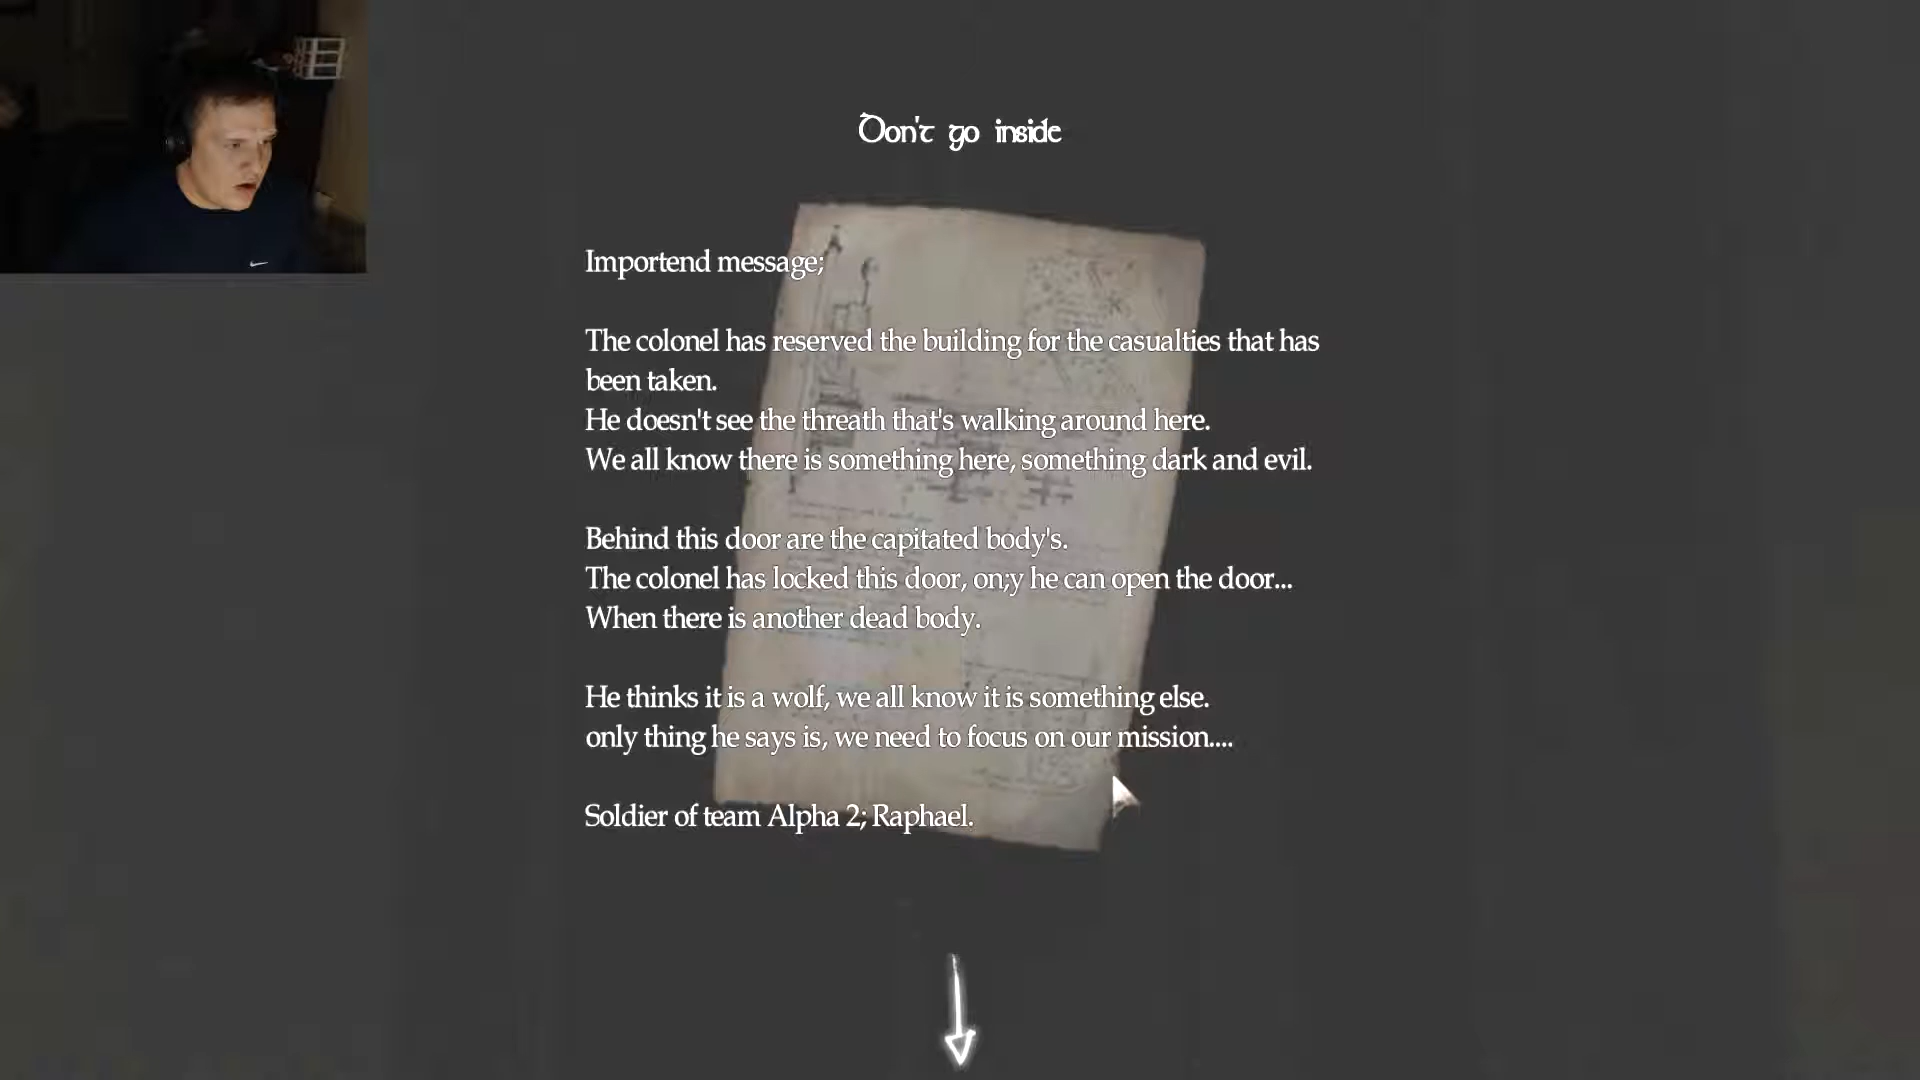 Don't go inside
Importend message;
The colonel has reserved the building for the casualties that has
been taken.
He doesn't see the threath that's walking around here.
We all know there is something here, something dark and evil.
Behind this door are the capitated body's.
The colonel has locked this door, on;y he can open the door...
When there is another dead body.
He thinks it is a wolf, we all know it is something else.
only thing he says is, we need to focus on our mission....
Soldier of team Alpha 2; Raphael.